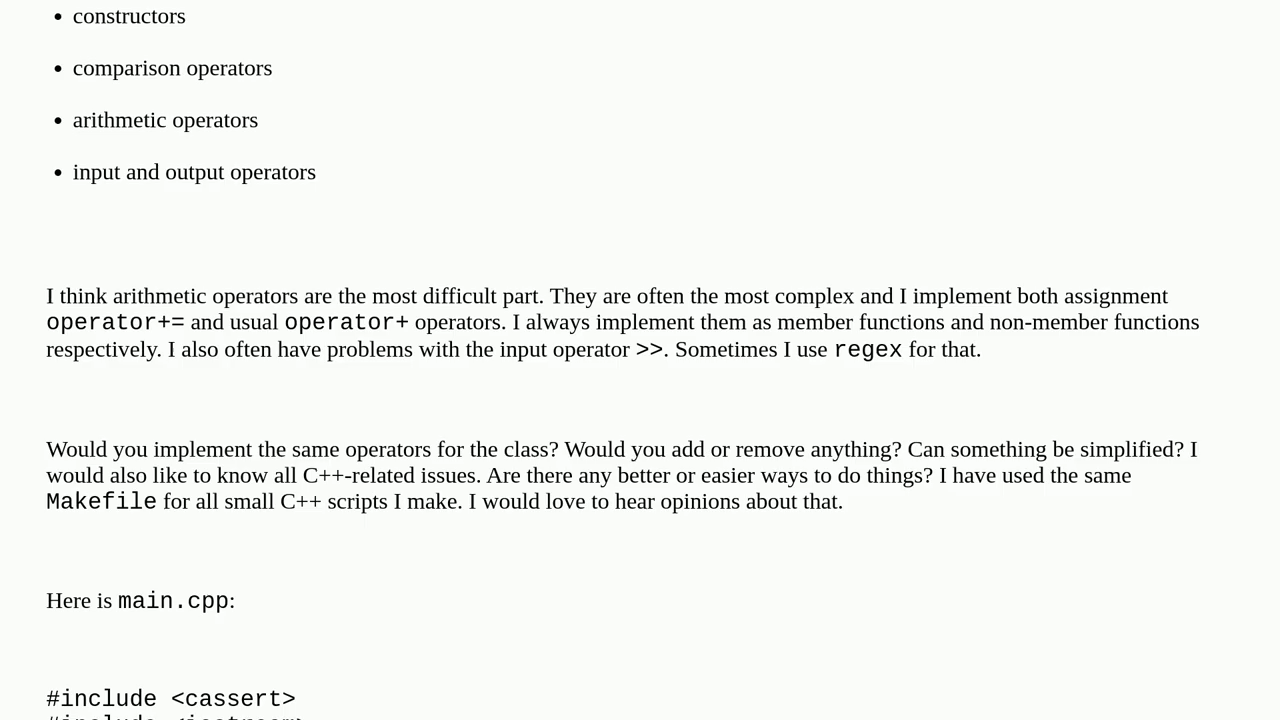 • constructors
• comparison operators
• arithmetic operators
• input and output operators
I think arithmetic operators are the most difficult part. They are often the most complex and I implement both assignment
operator+= and usual operator+ operators. I always implement them as member functions and non-member functions
respectively. I also often have problems with the input operator >>. Sometimes I use regex for that.
Would you implement the same operators for the class? Would you add or remove anything? Can something be simplified? I
would also like to know all C++-related issues. Are there any better or easier ways to do things? I have used the same
Makefile for all small C++ scripts I make. I would love to hear opinions about that.
Here is main.cpp:
#include <cassert>